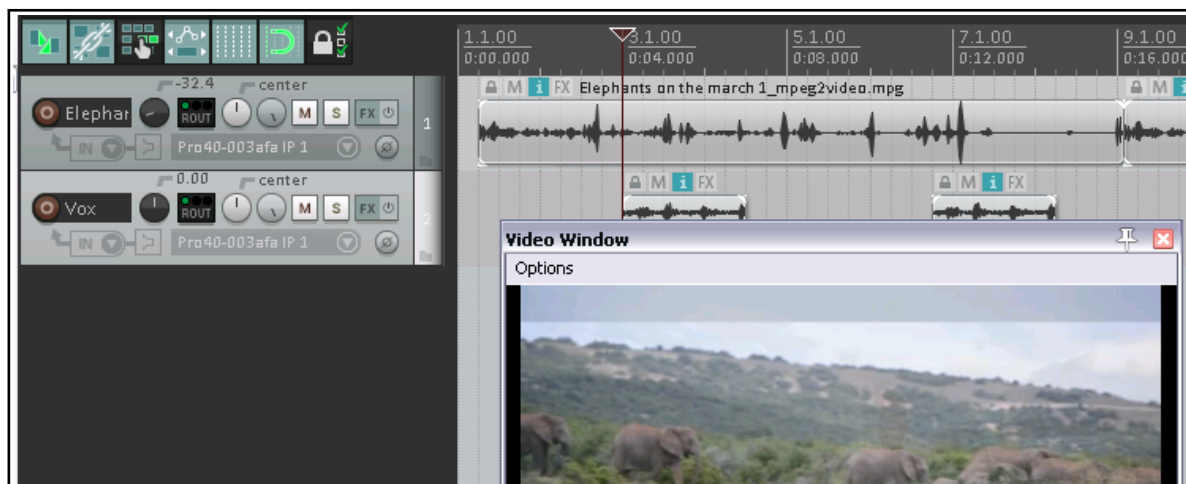 1.1.00 3.1.00 5.1.00 7.1.00 9.1.00
0:00.000 0:04.000 0:08.000 0:12.000 0:16.000
-32.4 center
M i FX Elephants on the march 1_mpeg2video.mpg M i
Elephar ROUT M S FX 1
IN Pro40-003afa IP 1
0.00 center
M i FX M i FX
Vox ROUT M S FX 2
IN Pro40-003afa IP 1
Video Window
Options